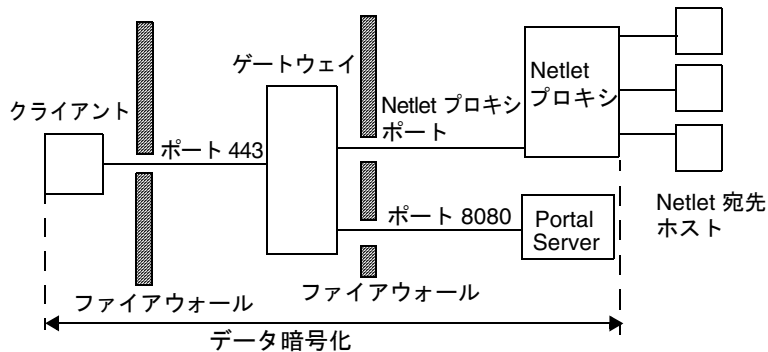 クライアント
ポート 443
ファイアウォール
ゲートウェイ
Netlet プロキシ
ポート
ポート 8080
ファイアウォール
Netlet
プロキシ
Portal
Server
Netlet 宛先
ホスト
データ暗号化